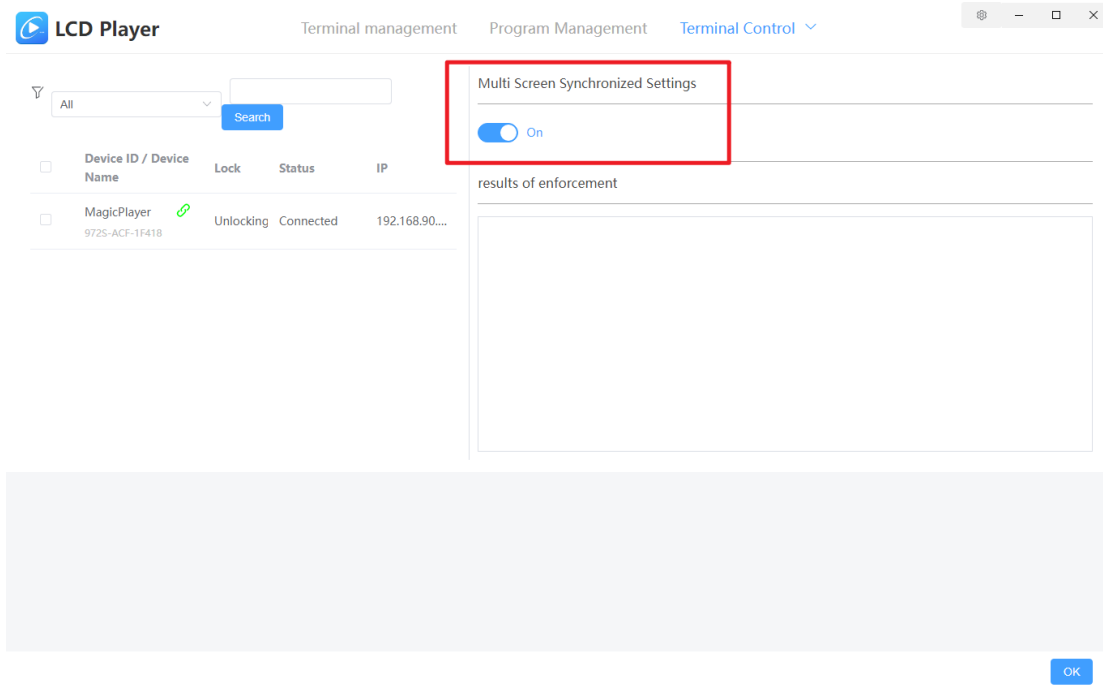 LCD Player
Terminal management
Program Management
Terminal Control
All
Search
Device ID / Device
Name
Lock
Status
IP
MagicPlayer
972S-ACF-1F418
Unlocking
Connected
192.168.90....
Multi Screen Synchronized Settings
On
results of enforcement
OK